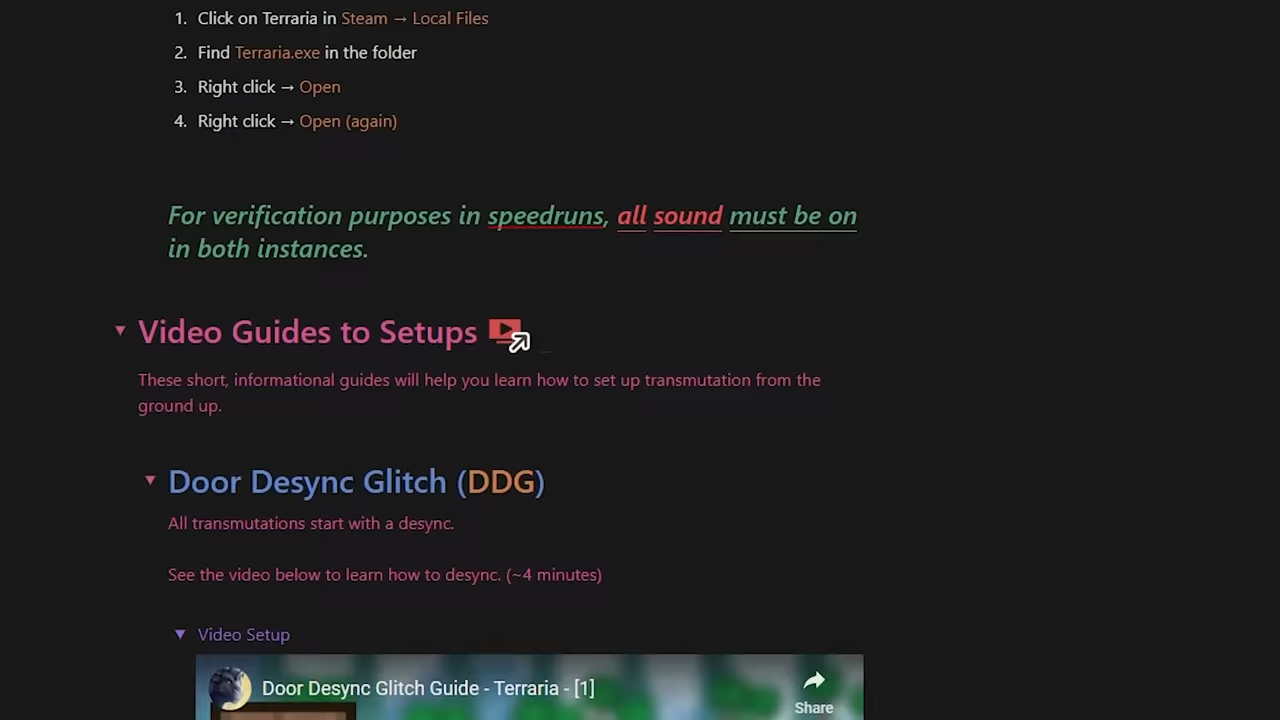 1. Click on Terraria in Steam → Local Files
2. Find Terraria.exe in the folder
3. Right click → Open
4. Right click → Open (again)
For verification purposes in speedruns, all sound must be on
in both instances.
Video Guides to Setups
These short, informational guides will help you learn how to set up transmutation from the
ground up.
Door Desync Glitch (DDG)
All transmutations start with a desync.
See the video below to learn how to desync. (~4 minutes)
Video Setup
Door Desync Glitch Guide - Terraria - [1]
Share